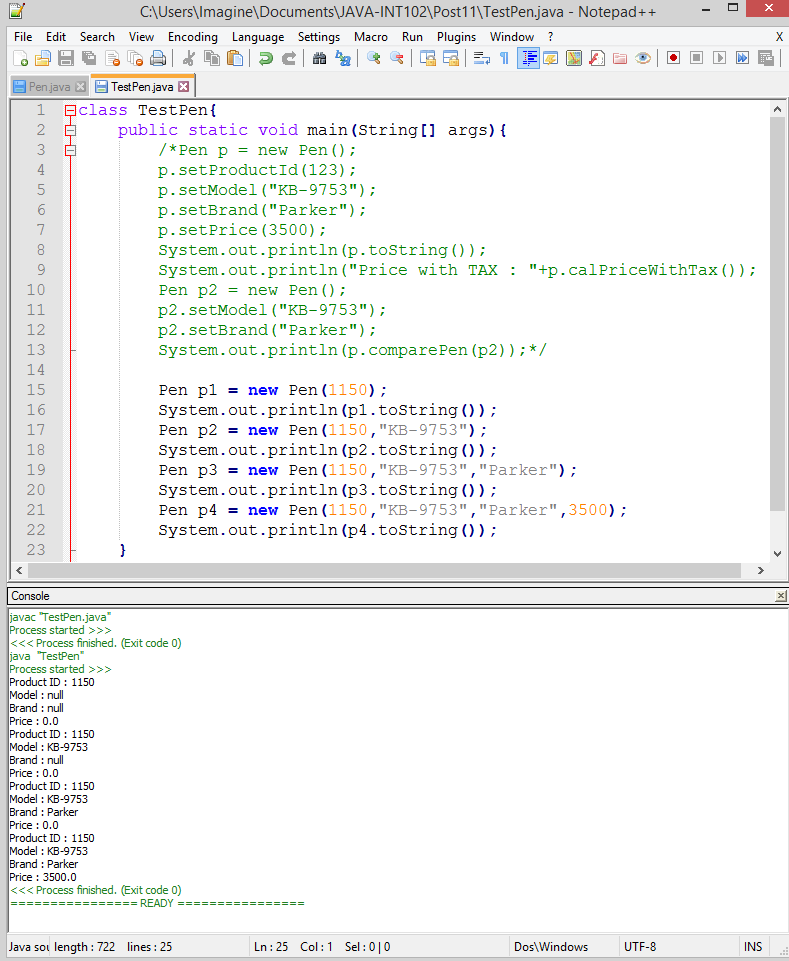 C:\Users\Imagine\Documents\JAVA-INT102\Post11\TestPen.java - Notepad++
File Edit Search View Encoding Language Settings Macro Run Plugins Window ? X
Pen.java TestPen.java
1 class TestPen{
2 public static void main(String[] args){
3 /*Pen p = new Pen();
4 p.setProductId(123);
5 p.setModel("KB-9753");
6 p.setBrand("Parker");
7 p.setPrice(3500);
8 System.out.println(p.toString());
9 System.out.println("Price with TAX : "+p.calPriceWithTax());
10 Pen p2 = new Pen();
11 p2.setModel("KB-9753");
12 p2.setBrand("Parker");
13 System.out.println(p.comparePen(p2));*/
14
15 Pen p1 = new Pen(1150);
16 System.out.println(p1.toString());
17 Pen p2 = new Pen(1150,"KB-9753");
18 System.out.println(p2.toString());
19 Pen p3 = new Pen(1150,"KB-9753","Parker");
20 System.out.println(p3.toString());
21 Pen p4 = new Pen(1150,"KB-9753","Parker",3500);
22 System.out.println(p4.toString());
23 }
Console
javac "TestPen.java"
Process started >>>
<<< Process finished. (Exit code 0)
java "TestPen"
Process started >>>
Product ID : 1150
Model : null
Brand : null
Price : 0.0
Product ID : 1150
Model : KB-9753
Brand : null
Price : 0.0
Product ID : 1150
Model : KB-9753
Brand : Parker
Price : 0.0
Product ID : 1150
Model : KB-9753
Brand : Parker
Price : 3500.0
<<< Process finished. (Exit code 0)
================ READY ================
Java sou length : 722 lines : 25 Ln : 25 Col : 1 Sel : 0 | 0 Dos\Windows UTF-8 INS